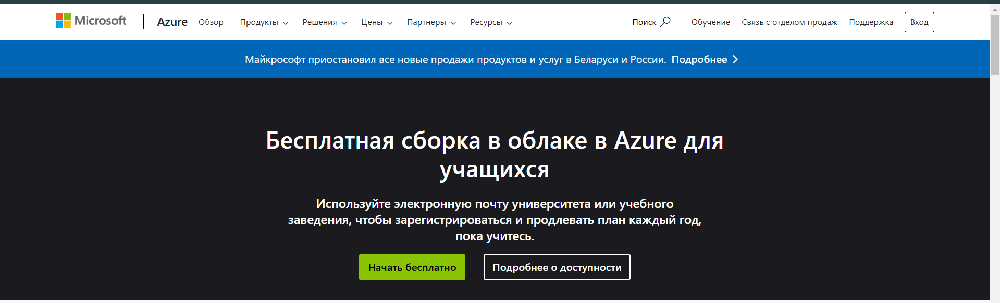 Microsoft Azure Обзор Продукты Решения Цены Партнеры Ресурсы Поиск Обучение Связь с отделом продаж Поддержка Вход
Майкрософт приостановил все новые продажи продуктов и услуг в Беларуси и России. Подробнее
Бесплатная сборка в облаке в Azure для
учащихся
Используйте электронную почту университета или учебного
заведения, чтобы зарегистрироваться и продлевать план каждый год,
пока учитесь.
Начать бесплатно Подробнее о доступности